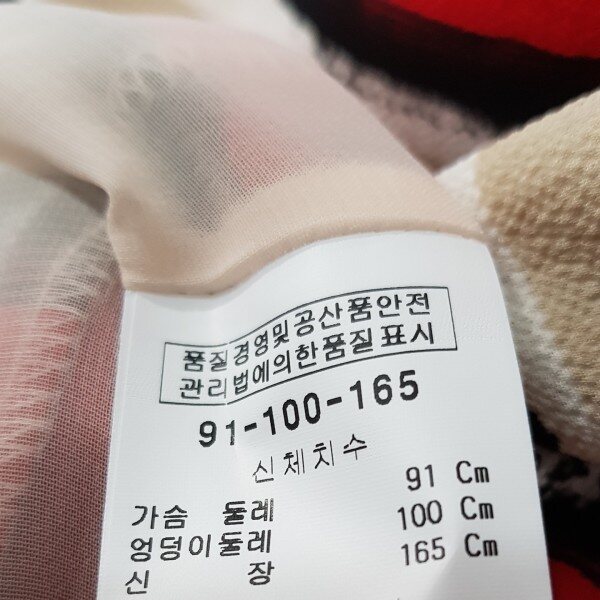 품질경영및공산품안전
관리법에의한품질표시
91-100-165
신체치수
가슴 둘레 91 Cm
엉덩이둘레 100 Cm
신 장 165 Cm